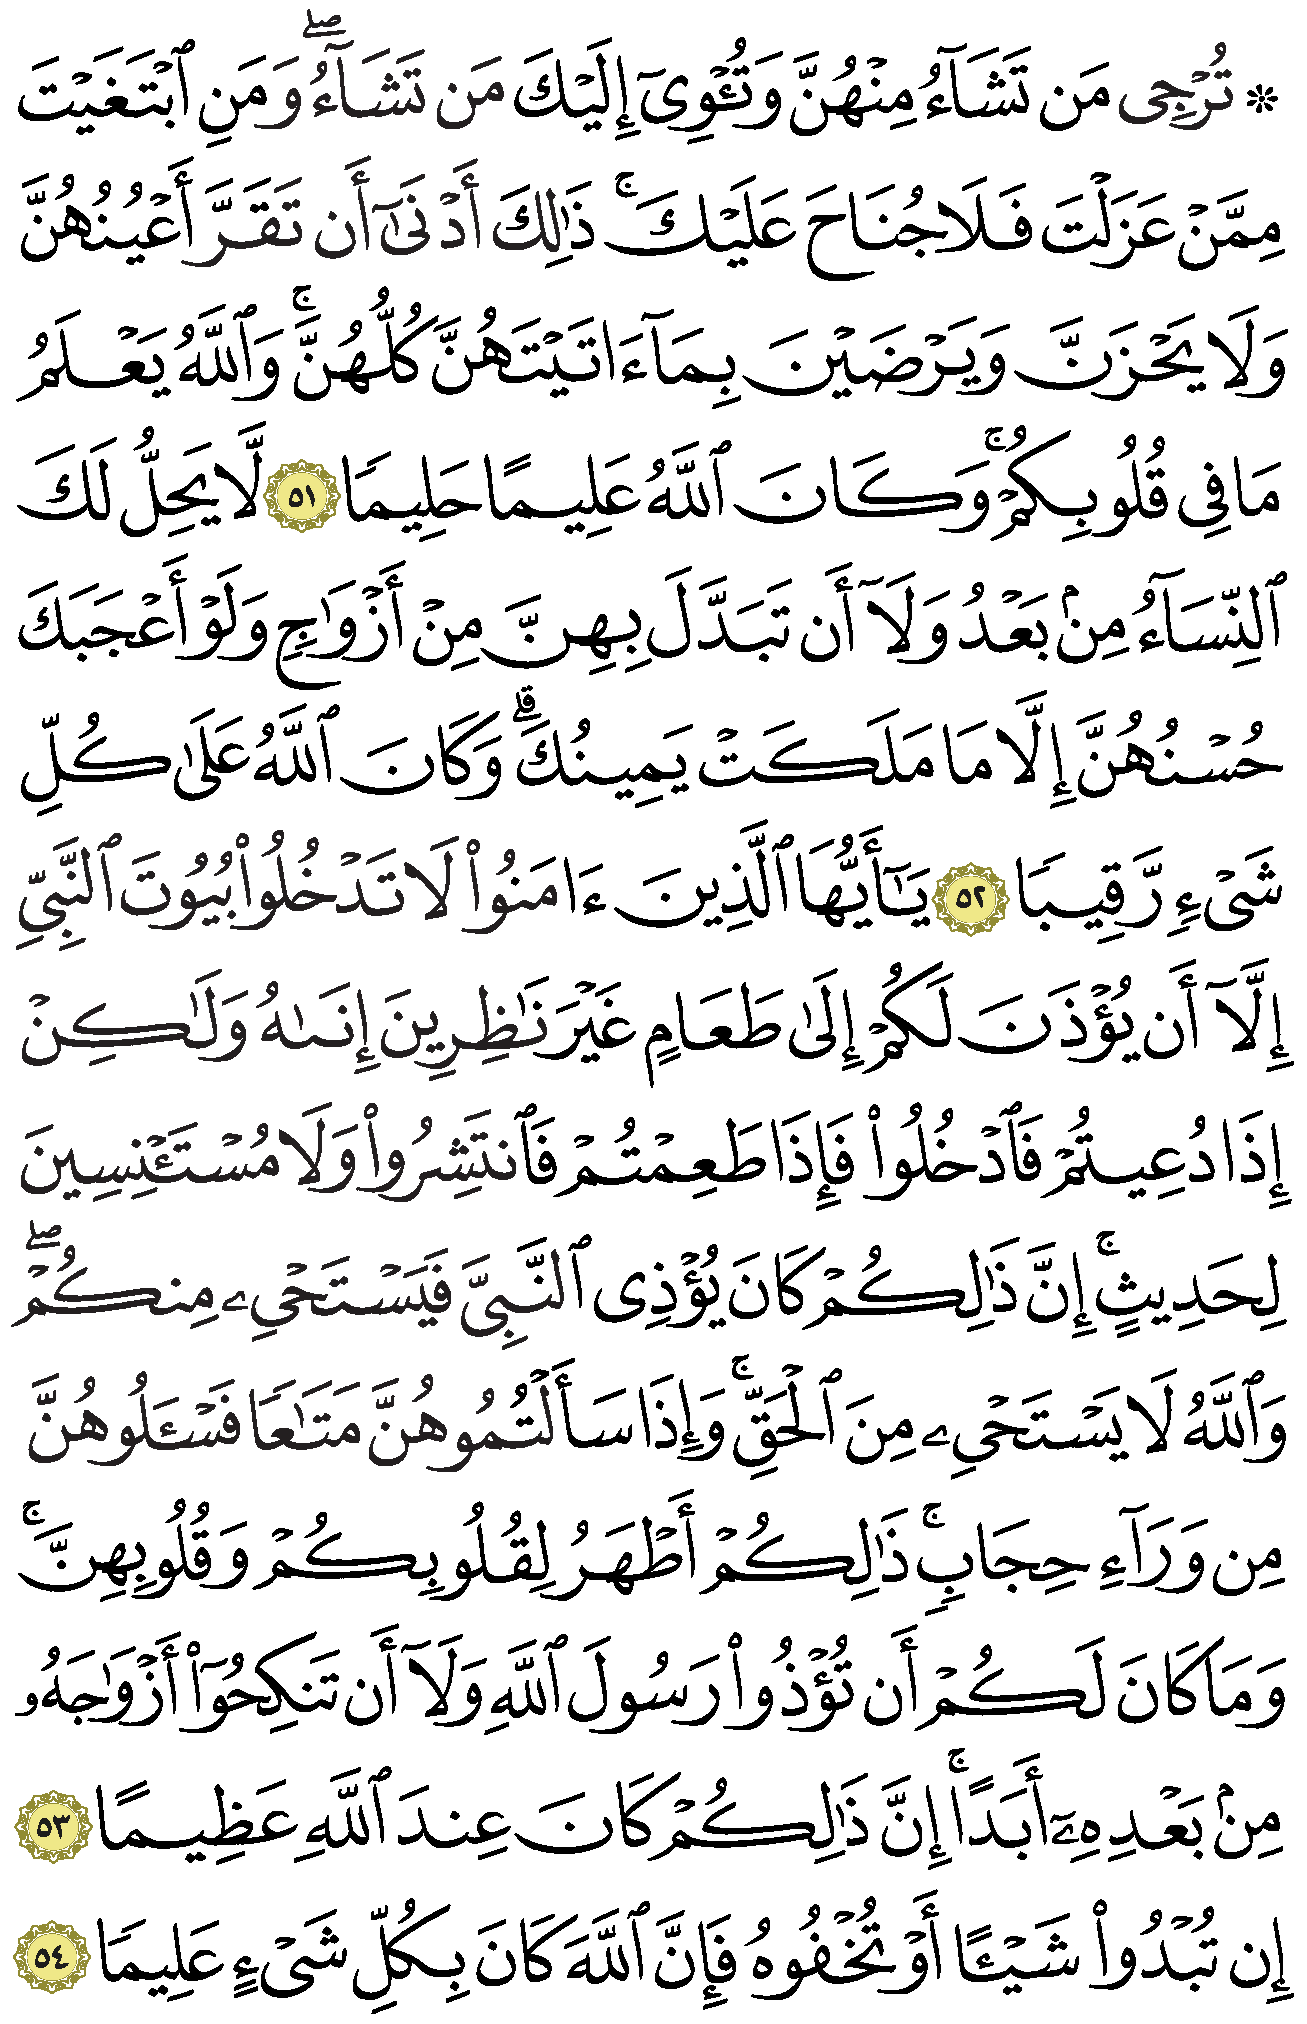 ۞ تُرْجِى مَن تَشَآءُ مِنْهُنَّ وَتُـْٔوِىٓ إِلَيْكَ مَن تَشَآءُ ۖ وَمَنِ ٱبْتَغَيْتَ
مِمَّنْ عَزَلْتَ فَلَا جُنَاحَ عَلَيْكَ ۚ ذَٰلِكَ أَدْنَىٰٓ أَن تَقَرَّ أَعْيُنُهُنَّ
وَلَا يَحْزَنَّ وَيَرْضَيْنَ بِمَآ ءَاتَيْتَهُنَّ كُلُّهُنَّ ۚ وَٱللَّهُ يَعْلَمُ
مَا فِى قُلُوبِكُمْ ۚ وَكَانَ ٱللَّهُ عَلِيمًا حَلِيمًا ٥١ لَّا يَحِلُّ لَكَ
ٱلنِّسَآءُ مِنۢ بَعْدُ وَلَآ أَن تَبَدَّلَ بِهِنَّ مِنْ أَزْوَٰجٍ وَلَوْ أَعْجَبَكَ
حُسْنُهُنَّ إِلَّا مَا مَلَكَتْ يَمِينُكَ ۗ وَكَانَ ٱللَّهُ عَلَىٰ كُلِّ
شَىْءٍ رَّقِيبًا ٥٢ يَـٰٓأَيُّهَا ٱلَّذِينَ ءَامَنُوا۟ لَا تَدْخُلُوا۟ بُيُوتَ ٱلنَّبِىِّ
إِلَّآ أَن يُؤْذَنَ لَكُمْ إِلَىٰ طَعَامٍ غَيْرَ نَـٰظِرِينَ إِنَىٰهُ وَلَـٰكِنْ
إِذَا دُعِيتُمْ فَٱدْخُلُوا۟ فَإِذَا طَعِمْتُمْ فَٱنتَشِرُوا۟ وَلَا مُسْتَـْٔنِسِينَ
لِحَدِيثٍ ۚ إِنَّ ذَٰلِكُمْ كَانَ يُؤْذِى ٱلنَّبِىَّ فَيَسْتَحْىِۦ مِنكُمْ ۖ
وَٱللَّهُ لَا يَسْتَحْىِۦ مِنَ ٱلْحَقِّ ۚ وَإِذَا سَأَلْتُمُوهُنَّ مَتَـٰعًا فَسْـَٔلُوهُنَّ
مِن وَرَآءِ حِجَابٍ ۚ ذَٰلِكُمْ أَطْهَرُ لِقُلُوبِكُمْ وَقُلُوبِهِنَّ ۚ
وَمَا كَانَ لَكُمْ أَن تُؤْذُوا۟ رَسُولَ ٱللَّهِ وَلَآ أَن تَنكِحُوٓا۟ أَزْوَٰجَهُۥ
مِنۢ بَعْدِهِۦٓ أَبَدًا ۚ إِنَّ ذَٰلِكُمْ كَانَ عِندَ ٱللَّهِ عَظِيمًا ٥٣
إِن تُبْدُوا۟ شَيْـًٔا أَوْ تُخْفُوهُ فَإِنَّ ٱللَّهَ كَانَ بِكُلِّ شَىْءٍ عَلِيمًا ٥٤